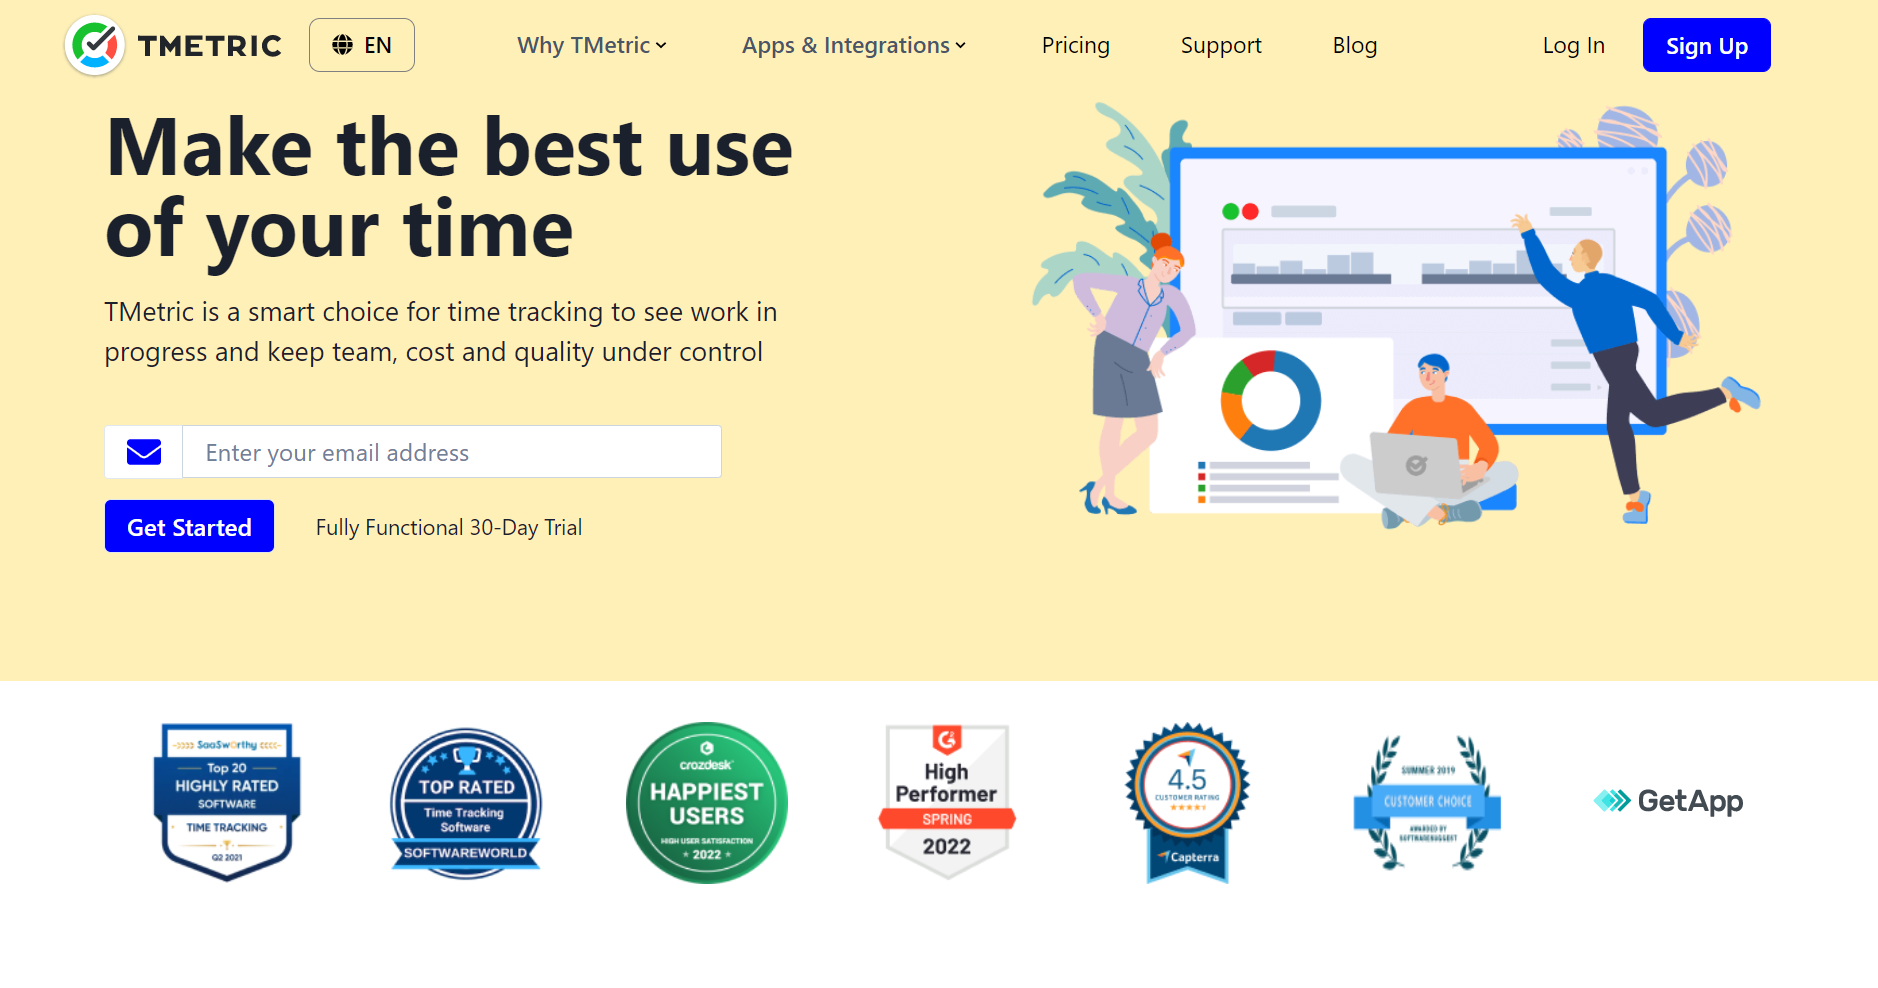 TMETRIC
EN
Why TMetric
Apps & Integrations
Pricing
Support
Blog
Log In
Sign Up
Make the best use
of your time
TMetric is a smart choice for time tracking to see work in
progress and keep team, cost and quality under control
Enter your email address
Get Started
Fully Functional 30-Day Trial
SaaSworthy
Top 20
HIGHLY RATED
SOFTWARE
TIME TRACKING
Q2 2021
TOP RATED
Time Tracking
Software
SOFTWAREWORLD
crozdesk
HAPPIEST
USERS
HIGH USER SATISFACTION
2022
High
Performer
SPRING
2022
4.5
CUSTOMER RATING
Capterra
SUMMER 2019
CUSTOMER CHOICE
AWARDED BY
SOFTWARESUGGEST
GetApp